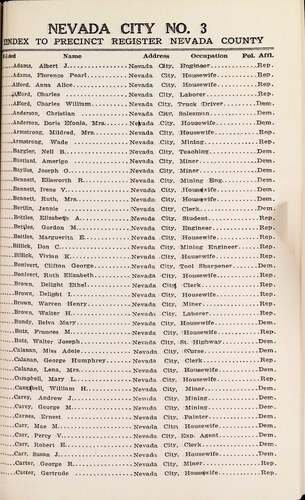 NEVADA CITY NO. 3
INDEX TO PRECINCT REGISTER NEVADA COUNTY
Name Address Occupation Pol. Affl.
Adams, Albert J. Nevada City, Engineer Rep.
Adams, Florence Pearl Nevada City, Housewife Rep.
Alford, Anna Alice Nevada City, Housewife Rep.
Alford, Charles Nevada City, Laborer Rep.
Alford, Charles William Nevada City, Truck Driver Dem.
Anderson, Christian Nevada City, Salesman Dem.
Anderson, Doris Elfonia, Mrs. Nevada City, Housewife Dem.
Armstrong, Mildred, Mrs. Nevada City, Housewife Rep.
Armstrong, Wade Nevada City, Mining Rep.
Bargler, Nell B. Nevada City, Teaching Dem.
Bastiani, Amerigo Nevada City, Miner Dem.
Bayliss, Joseph G. Nevada City, Miner Dem.
Bennett, Ellsworth R. Nevada City, Mining Eng. Dem.
Bennett, Irene V. Nevada City, Housewife Rep.
Bennett, Ruth, Mrs. Nevada City, Housewife Dem.
Bertilo, Jennie Nevada City, Clerk Dem.
Bettles, Elizabeth A. Nevada City, Student Rep.
Bettles, Gordon M. Nevada City, Engineer Rep.
Bettles, Marguerita E. Nevada City, Housewife Rep.
Billick, Don C. Nevada City, Mining Engineer Rep.
Billick, Vivian K. Nevada City, Housewife Rep.
Bonivert, Clifton George Nevada City, Tool Sharpener Dem.
Bonivert, Ruth Elizabeth Nevada City, Housewife Dem.
Brown, Delight Ethel Nevada City, Clerk Rep.
Brown, Delight I. Nevada City, Housewife Rep.
Brown, Warren Henry Nevada City, Miner Rep.
Brown, Walter H. Nevada City, Laborer Rep.
Bundy, Belva Mary Nevada City, Housewife Dem.
Butz, Frances M. Nevada City, Housewife Rep.
Butz, Walter Joseph Nevada City, St. Highway Dem.
Calanan, Miss Adele Nevada City, Nurse Dem.
Calanan, George Humphrey Nevada City, Clerk Dem.
Calanan, Lena, Mrs. Nevada City, Housewife Dem.
Campbell, Mary L. Nevada City, Housewife Rep.
Campbell, William H. Nevada City, Miner Dem.
Carey, Andrew J. Nevada City, Mining Dem.
Carey, George M. Nevada City, Mining Dem.
Carnes, Ernest Nevada City, Painter Dem.
Carr, Mae M. Nevada City, Housewife Dem.
Carr, Percy V. Nevada City, Exp. Agent Dem.
Carr, Robert E. Nevada City, Clerk Dem.
Carr, Susan J. Nevada City, Housewife Dem.
Carter, George R. Nevada City, Miner Rep.
Carter, Gertrude Nevada City, Housewife Rep.